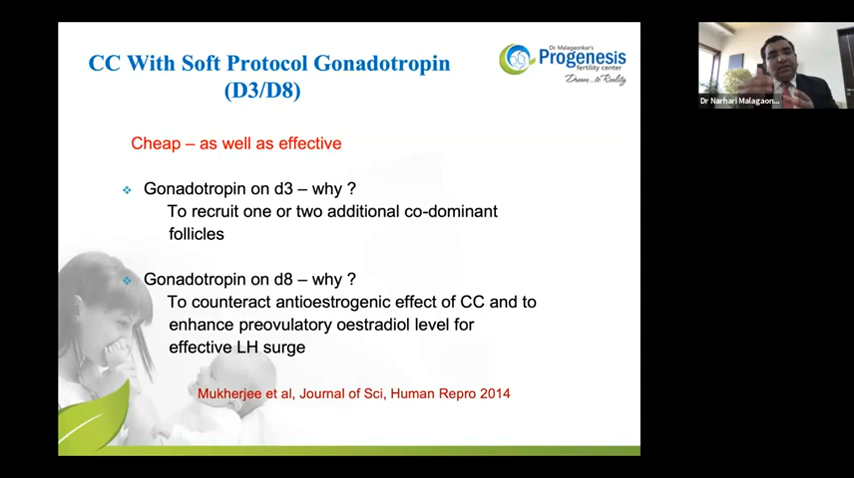 CC With Soft Protocol Gonadotropin
(D3/D8)
Dr. Malagaonkar's
Progenesis
fertility center
Dream...to Reality
Dr Narhari Malagaon...
Cheap – as well as effective
Gonadotropin on d3 – why ?
To recruit one or two additional co-dominant
follicles
Gonadotropin on d8 – why ?
To counteract antioestrogenic effect of CC and to
enhance preovulatory oestradiol level for
effective LH surge
Mukherjee et al, Journal of Sci, Human Repro 2014